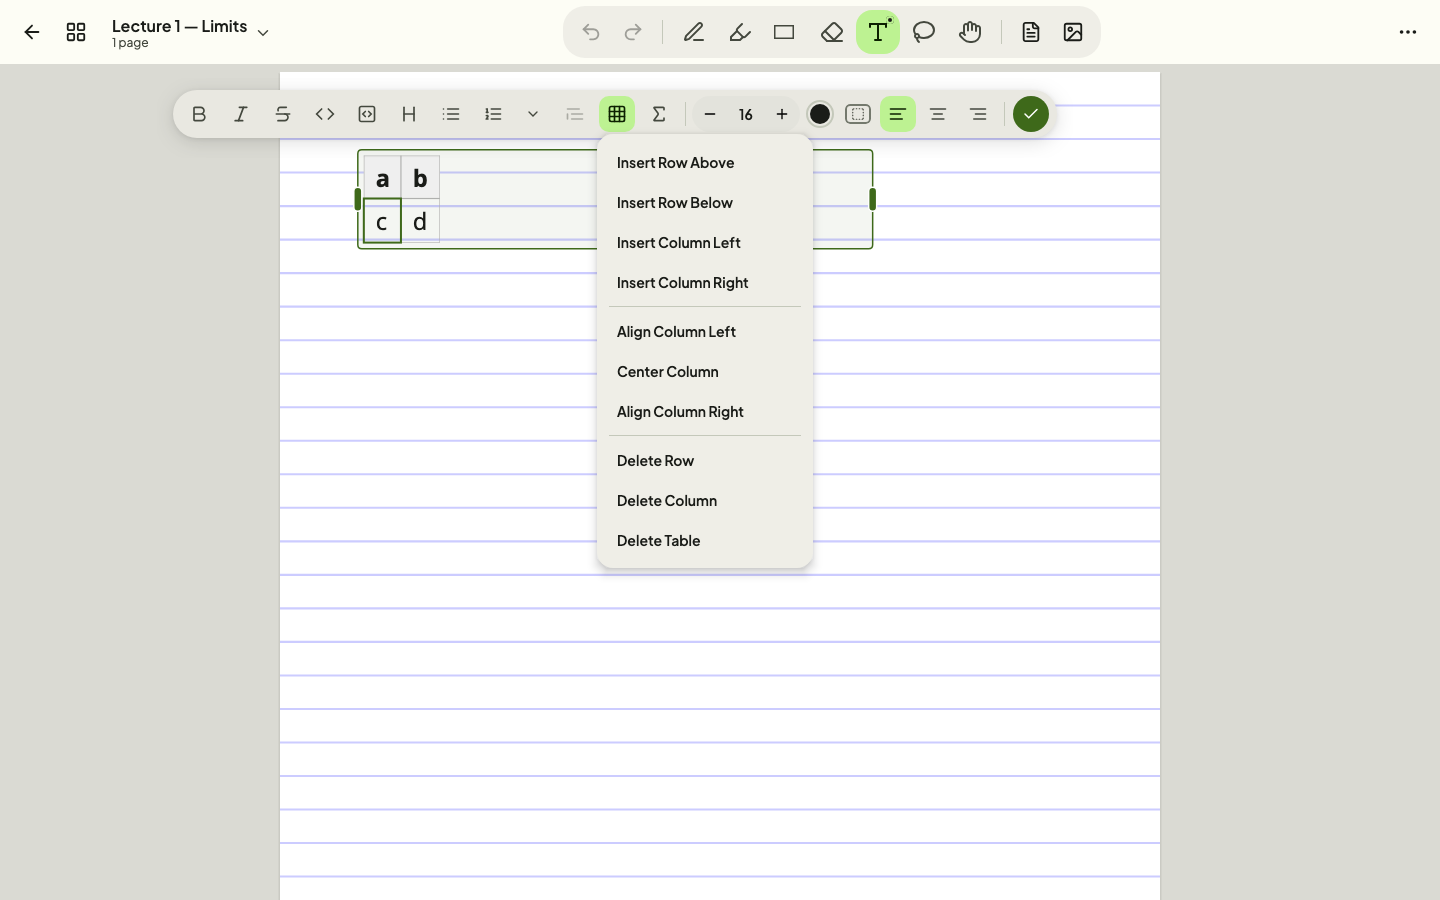 Lecture 1 — Limits
1 page
16
a b
c d
Insert Row Above
Insert Row Below
Insert Column Left
Insert Column Right
Align Column Left
Center Column
Align Column Right
Delete Row
Delete Column
Delete Table